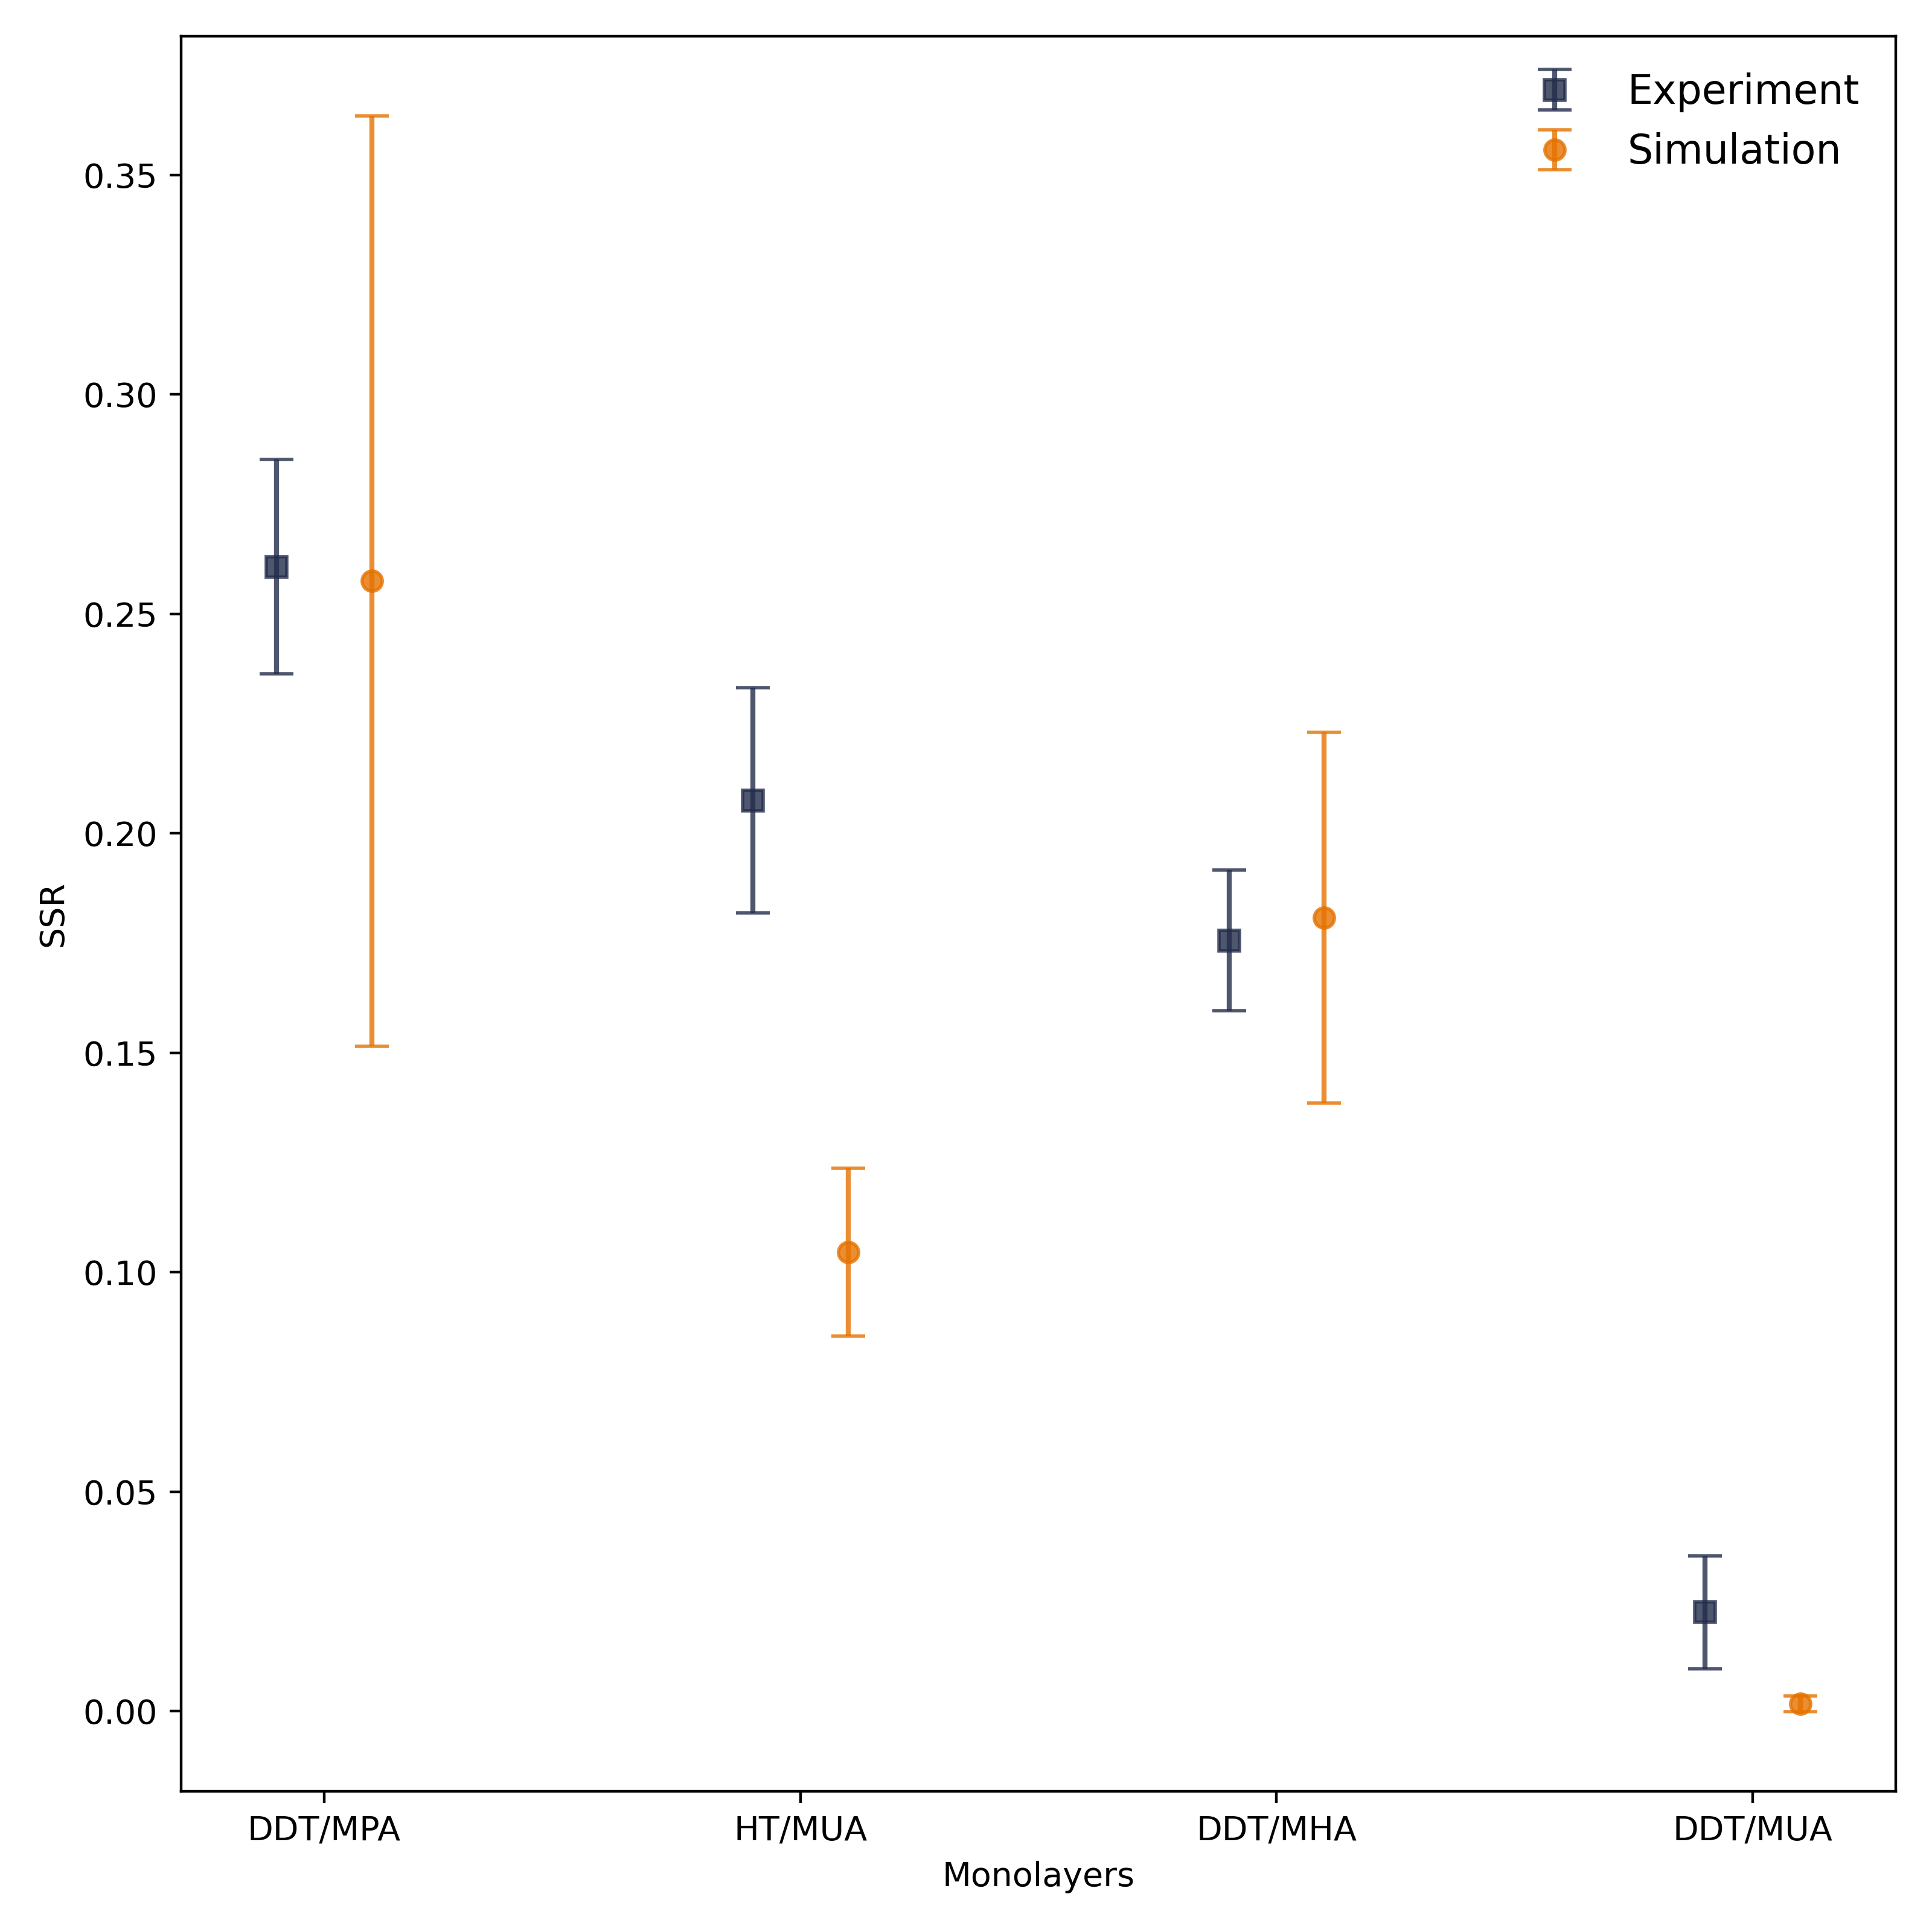 Experiment
Simulation
0.35
0.30
0.25
0.20
0.15
0.10
0.05
0.00
SSR
DDT/MPA HT/MUA DDT/MHA DDT/MUA
Monolayers